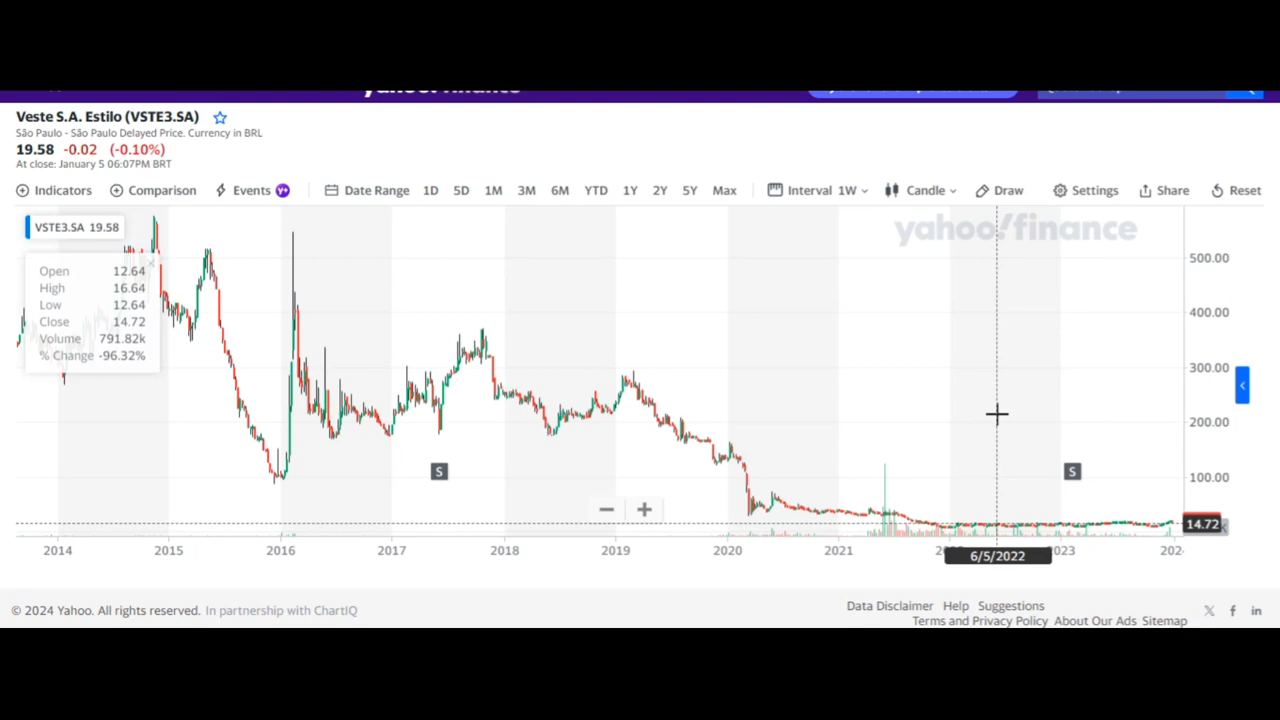 Veste S.A. Estilo (VSTE3.SA)
São Paulo - São Paulo Delayed Price. Currency in BRL
19.58 -0.02 (-0.10%)
At close: January 5 06:07PM BRT
Indicators Comparison Events Y+ Date Range 1D 5D 1M 3M 6M YTD 1Y 2Y 5Y Max Interval 1W Candle Draw Settings Share Reset
VSTE3.SA 19.58
yahoo!finance
Open 12.64
High 16.64
Low 12.64
Close 14.72
Volume 791.82k
% Change -96.32%
500.00
400.00
300.00
200.00
100.00
14.72
S
S
2014 2015 2016 2017 2018 2019 2020 2021 2023
6/5/2022
© 2024 Yahoo. All rights reserved. In partnership with ChartIQ
Data Disclaimer Help Suggestions
Terms and Privacy Policy About Our Ads Sitemap